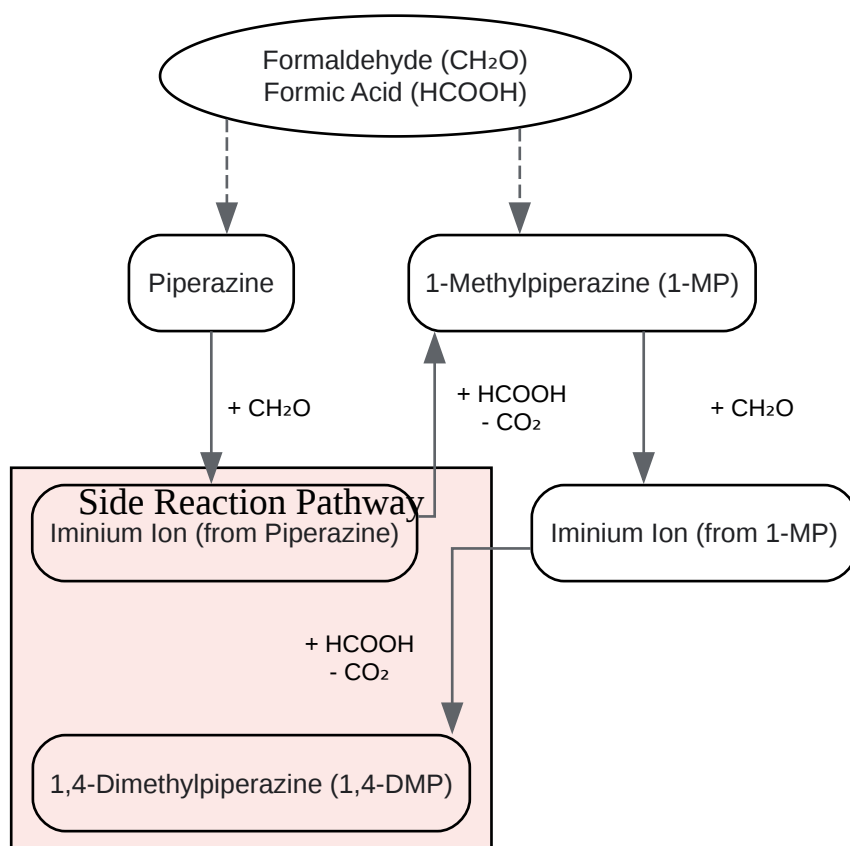 Formaldehyde (CH₂O)
Formic Acid (HCOOH)
Piperazine
1-Methylpiperazine (1-MP)
+ CH₂O
+ HCOOH
- CO₂
+ CH₂O
Side Reaction Pathway
Iminium Ion (from Piperazine)
Iminium Ion (from 1-MP)
+ HCOOH
- CO₂
1,4-Dimethylpiperazine (1,4-DMP)